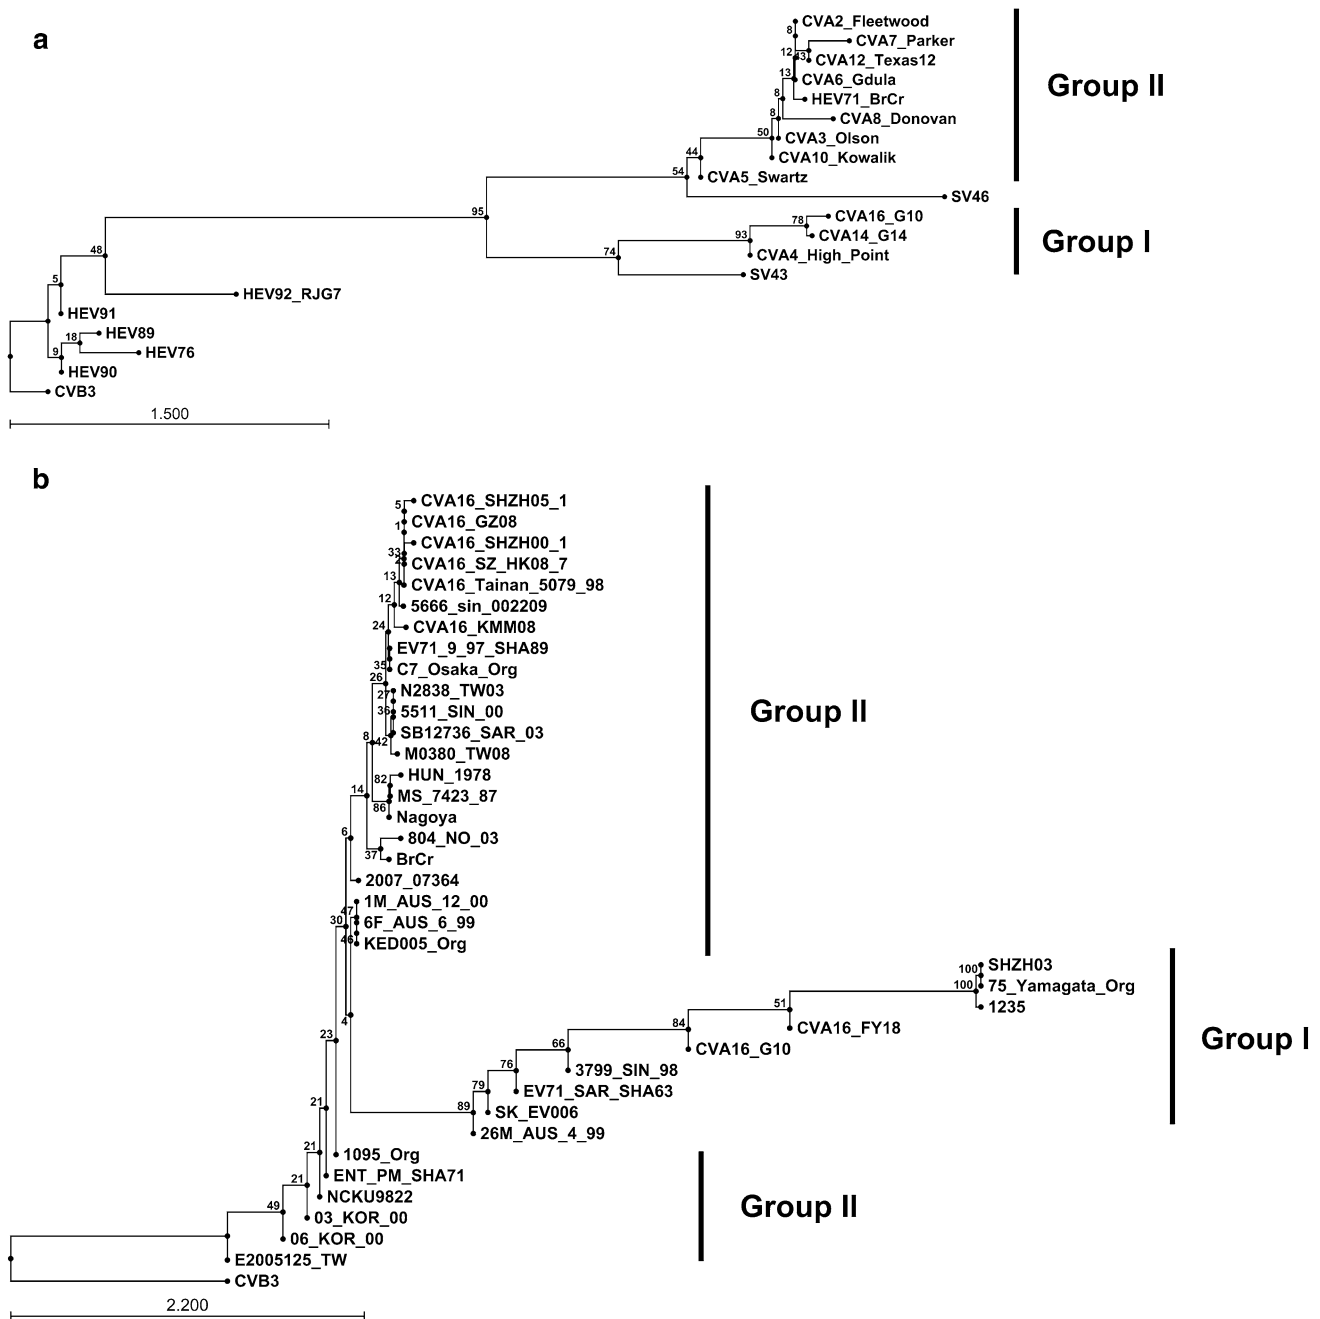 a
CVA2_Fleetwood
8
CVA7_Parker
12
43
CVA12_Texas12
13
CVA6_Gdula
Group II
8
HEV71_BrCr
8
CVA8_Donovan
50
CVA3_Olson
44
CVA10_Kowalik
54
CVA5_Swartz
SV46
95
78
CVA16_G10
93
CVA14_G14
Group I
74
CVA4_High_Point
48
SV43
5
HEV92_RJG7
HEV91
18
HEV89
9
HEV76
HEV90
CVB3
1.500
b
5
CVA16_SHZH05_1
1
CVA16_GZ08
CVA16_SHZH00_1
33
CVA16_SZ_HK08_7
13
CVA16_Tainan_5079_98
12
5666_sin_002209
24
CVA16_KMM08
EV71_9_97_SHA89
35
C7_Osaka_Org
26
27
N2838_TW03
36
5511_SIN_00
Group II
8
42
SB12736_SAR_03
M0380_TW08
82
HUN_1978
14
86
MS_7423_87
Nagoya
6
804_NO_03
37
BrCr
2007_07364
47
1M_AUS_12_00
30
6F_AUS_6_99
46
KED005_Org
100
SHZH03
100
75_Yamagata_Org
51
1235
4
84
CVA16_FY18
Group I
23
66
CVA16_G10
76
3799_SIN_98
79
EV71_SAR_SHA63
21
89
SK_EV006
26M_AUS_4_99
21
1095_Org
21
ENT_PM_SHA71
49
NCKU9822
Group II
03_KOR_00
06_KOR_00
E2005125_TW
CVB3
2.200